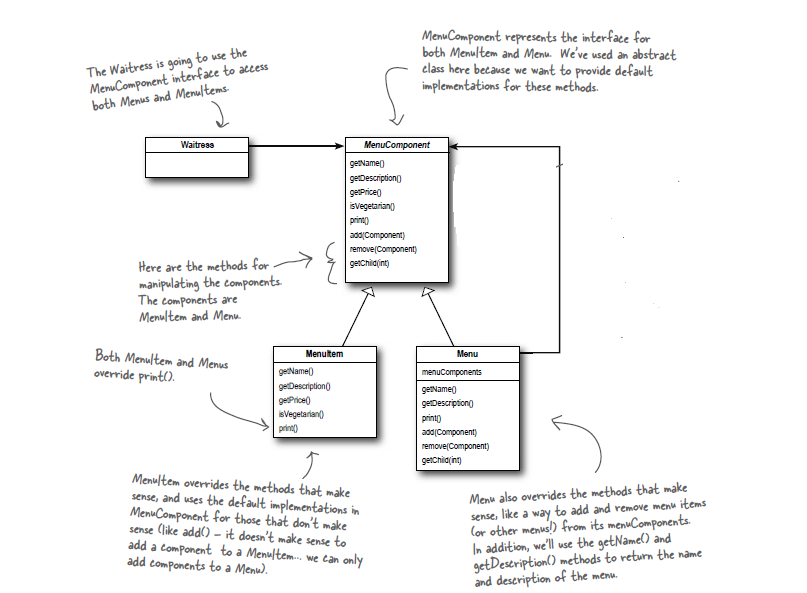 MenuComponent represents the interface for
both MenuItem and Menu. We've used an abstract
class here because we want to provide default
implementations for these methods.
The Waitress is going to use the
MenuComponent interface to access
both Menus and MenuItems.
Waitress
MenuComponent
getName()
getDescription()
getPrice()
isVegetarian()
print()
add(Component)
remove(Component)
getChild(int)
Here are the methods for
manipulating the components.
The components are
MenuItem and Menu.
Both MenuItem and Menus
override print().
MenuItem
getName()
getDescription()
getPrice()
isVegetarian()
print()
Menu
menuComponents
getName()
getDescription()
print()
add(Component)
remove(Component)
getChild(int)
MenuItem overrides the methods that make
sense, and uses the default implementations in
MenuComponent for those that don't make
sense (like add() – it doesn't make sense to
add a component to a MenuItem... we can only
add components to a Menu).
Menu also overrides the methods that make
sense, like a way to add and remove menu items
(or other menus!) from its menuComponents.
In addition, we'll use the getName() and
getDescription() methods to return the name
and description of the menu.